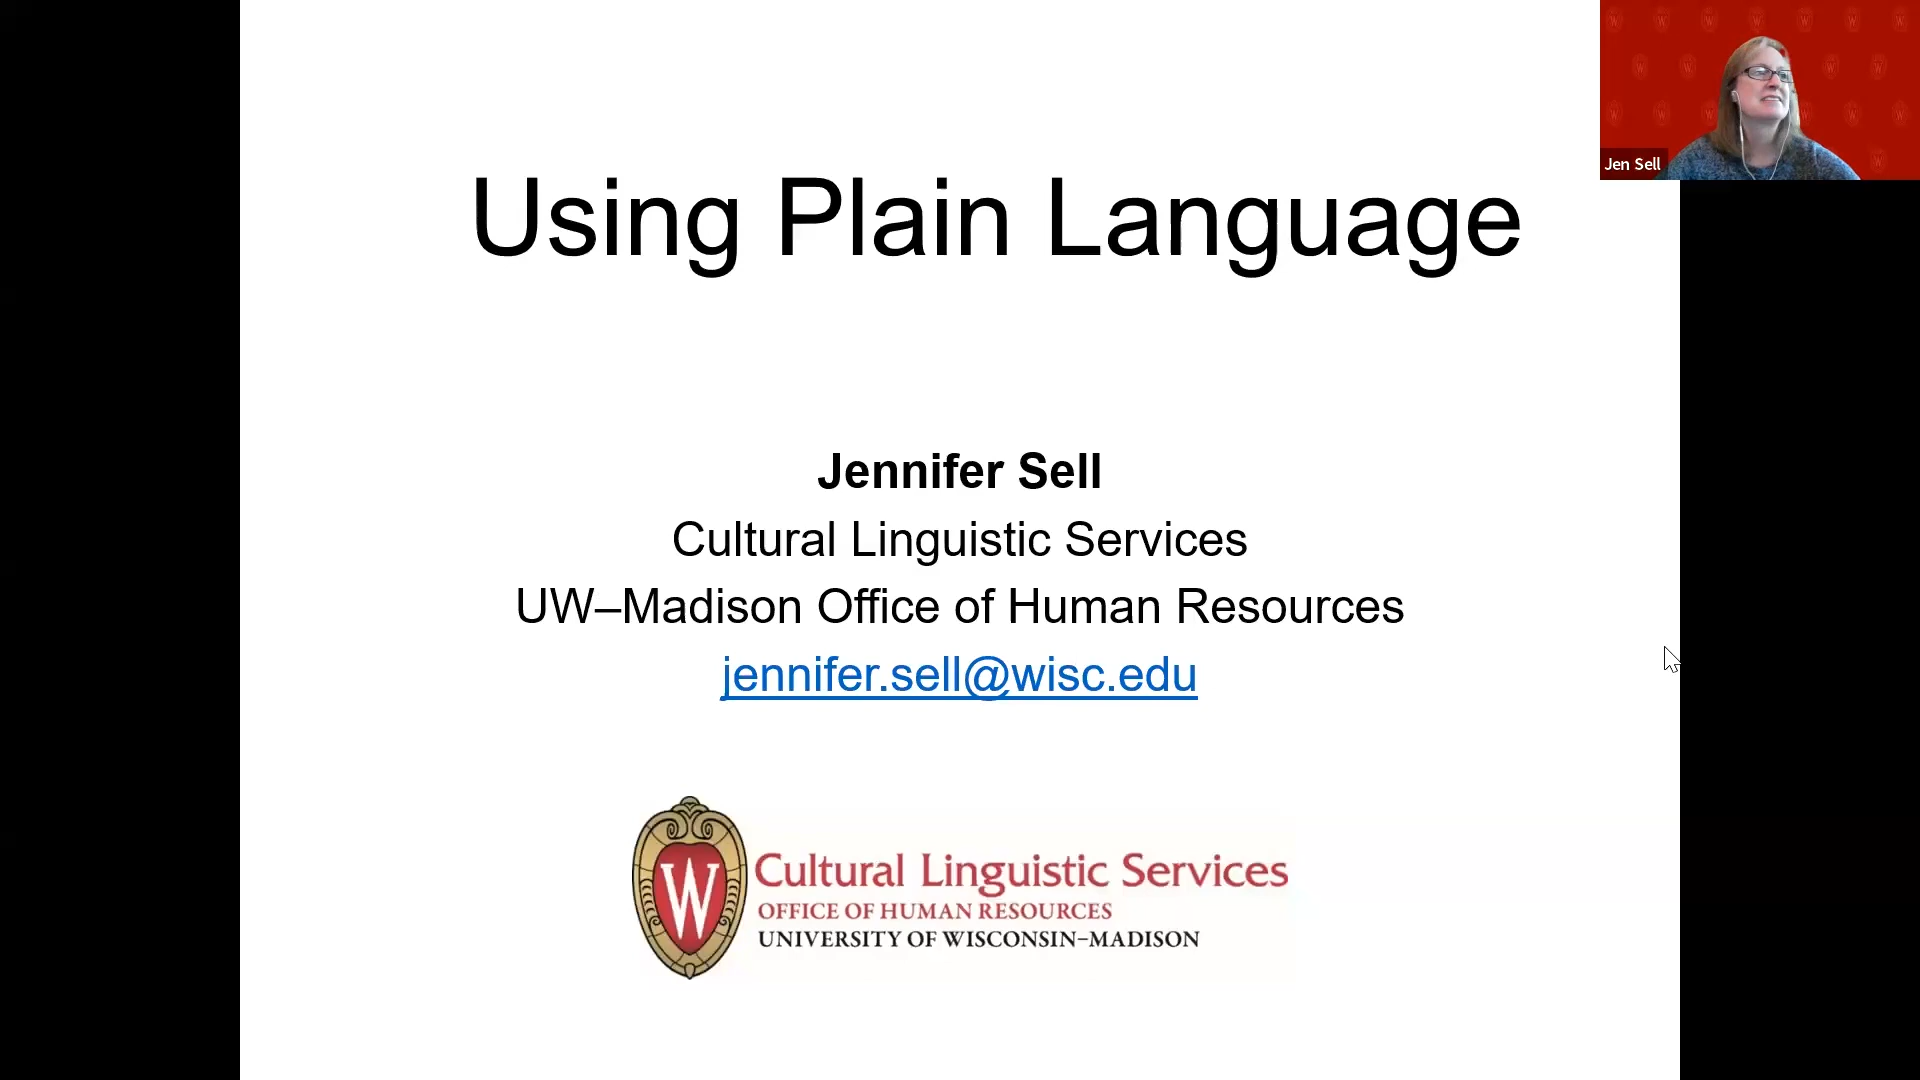 Using Plain Language
Jen Sell
Jennifer Sell
Cultural Linguistic Services
UW–Madison Office of Human Resources
jennifer.sell@wisc.edu
W
Cultural Linguistic Services
OFFICE OF HUMAN RESOURCES
UNIVERSITY OF WISCONSIN–MADISON